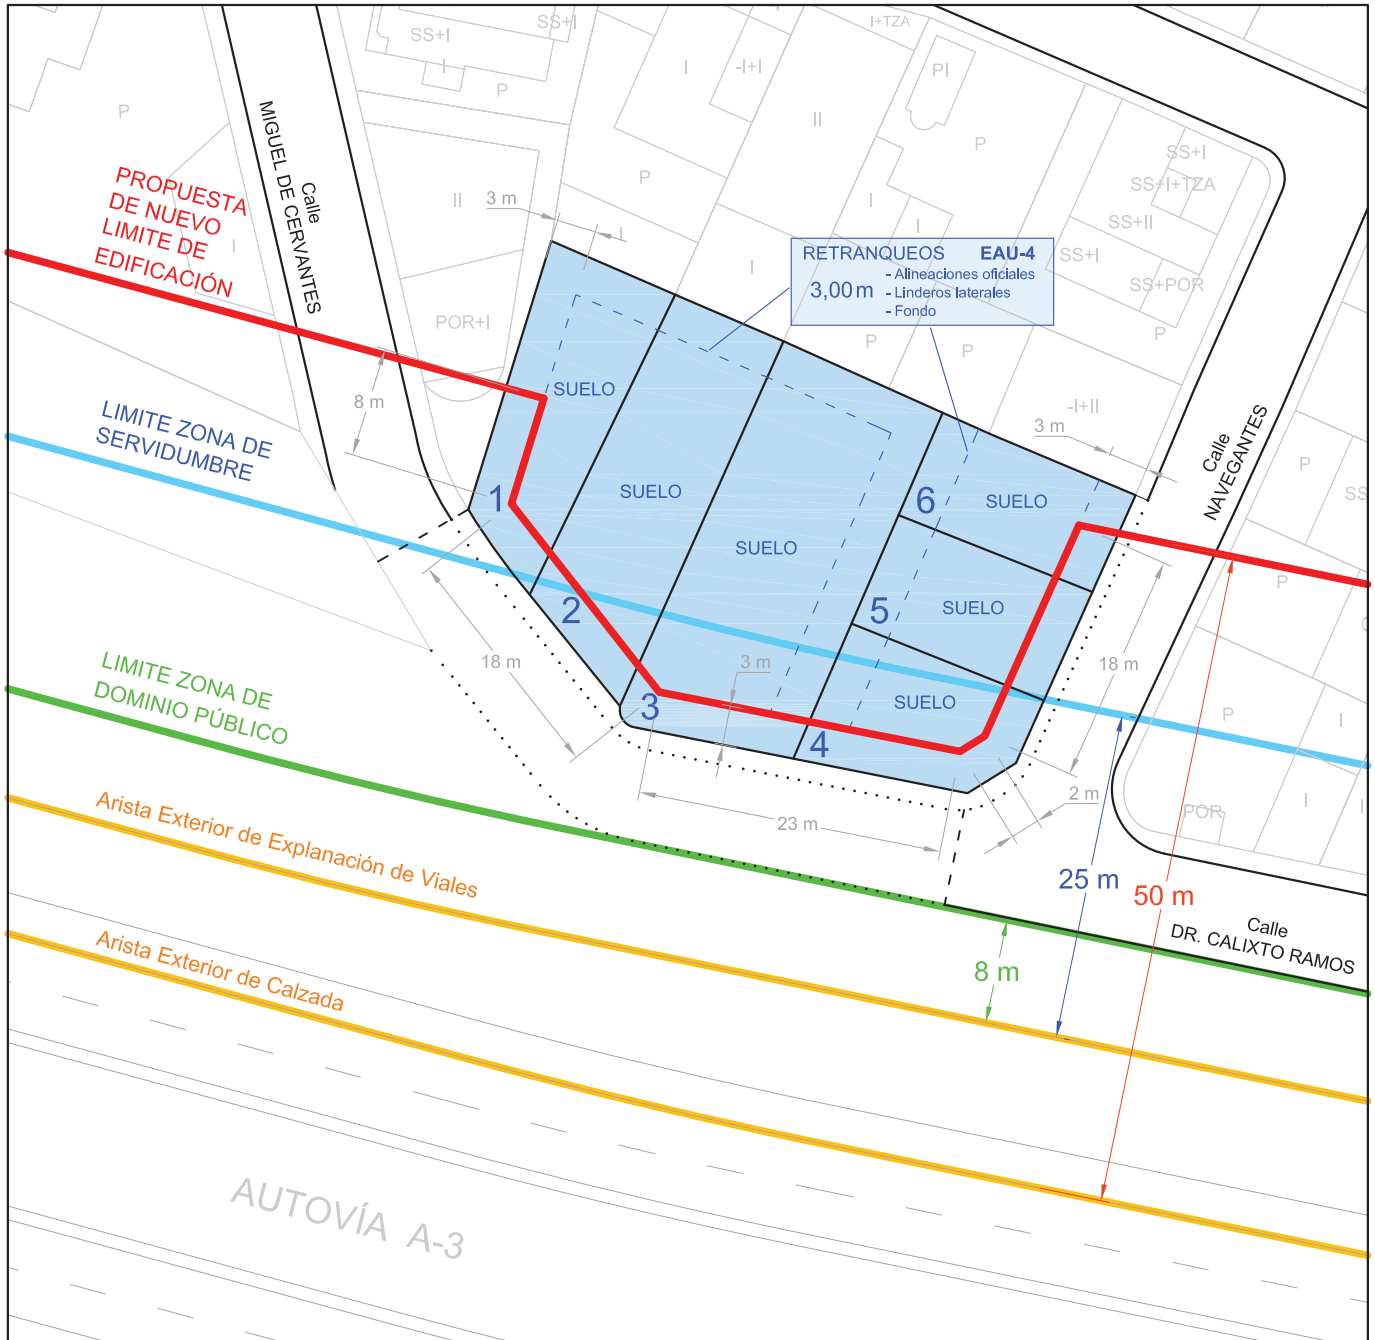 SS+I
SS+I
I
P
I
-I+I
I+TZA
PI
II
P
SS+I
SS+I+TZA
SS+II
SS+I
SS+POR
P
P
Calle
MIGUEL DE CERVANTES
II
3 m
I
P
I
I
I
I
PROPUESTA
DE NUEVO
LIMITE DE
EDIFICACIÓN
I
RETRANQUEOS EAU-4
3,00 m
- Alineaciones oficiales
- Linderos laterales
- Fondo
POR+I
P
P
8 m
SUELO
-I+II
3 m
Calle
NAVEGANTES
P
SS
LIMITE ZONA DE
SERVIDUMBRE
1
SUELO
6
SUELO
SUELO
2
5
SUELO
P
18 m
3 m
18 m
LIMITE ZONA DE
DOMINIO PÚBLICO
3
SUELO
4
P
I
23 m
2 m
POR
I
I
Arista Exterior de Explanación de Viales
25 m
50 m
Calle
DR. CALIXTO RAMOS
8 m
Arista Exterior de Calzada
AUTOVÍA A-3